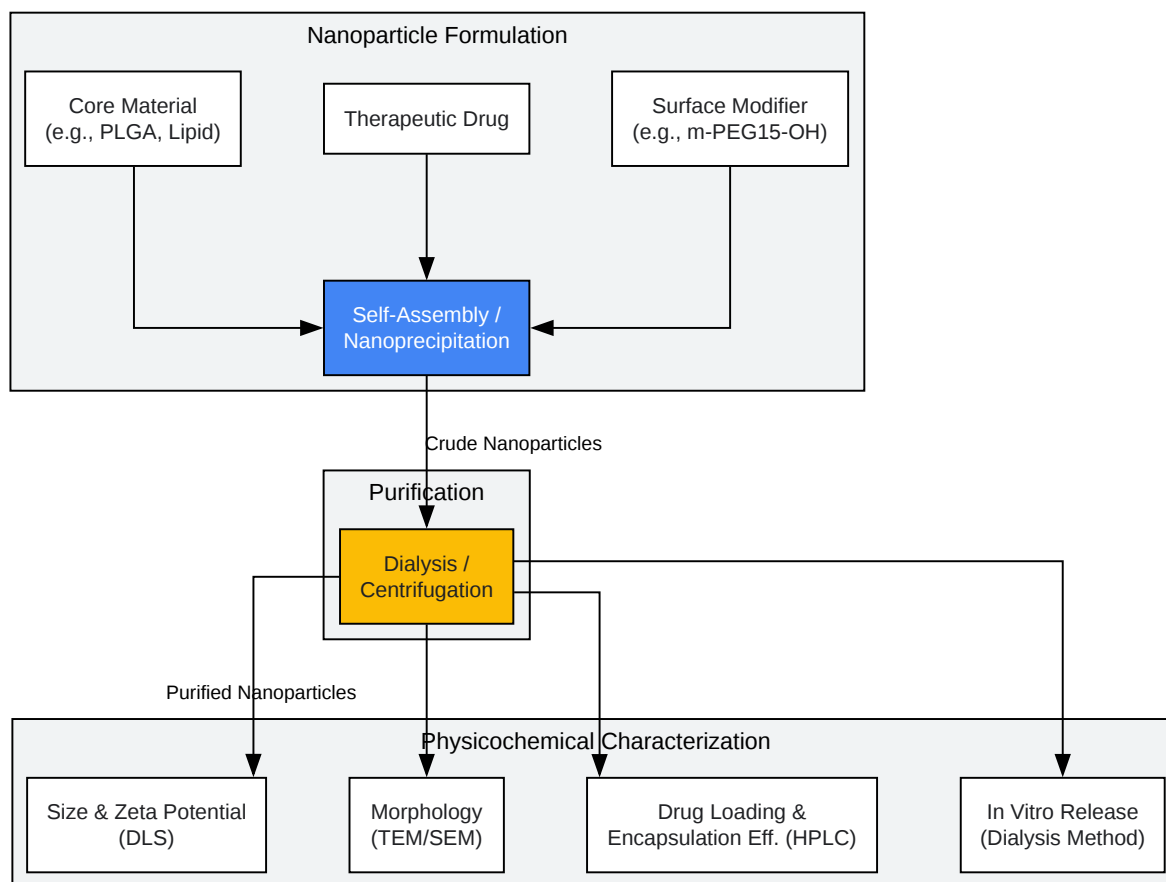 Nanoparticle Formulation
Core Material
(e.g., PLGA, Lipid)
Therapeutic Drug
Surface Modifier
(e.g., m-PEG15-OH)
Self-Assembly /
Nanoprecipitation
Crude Nanoparticles
Purification
Dialysis /
Centrifugation
Purified Nanoparticles
Physicochemical Characterization
Size & Zeta Potential
(DLS)
Morphology
(TEM/SEM)
Drug Loading &
Encapsulation Eff. (HPLC)
In Vitro Release
(Dialysis Method)